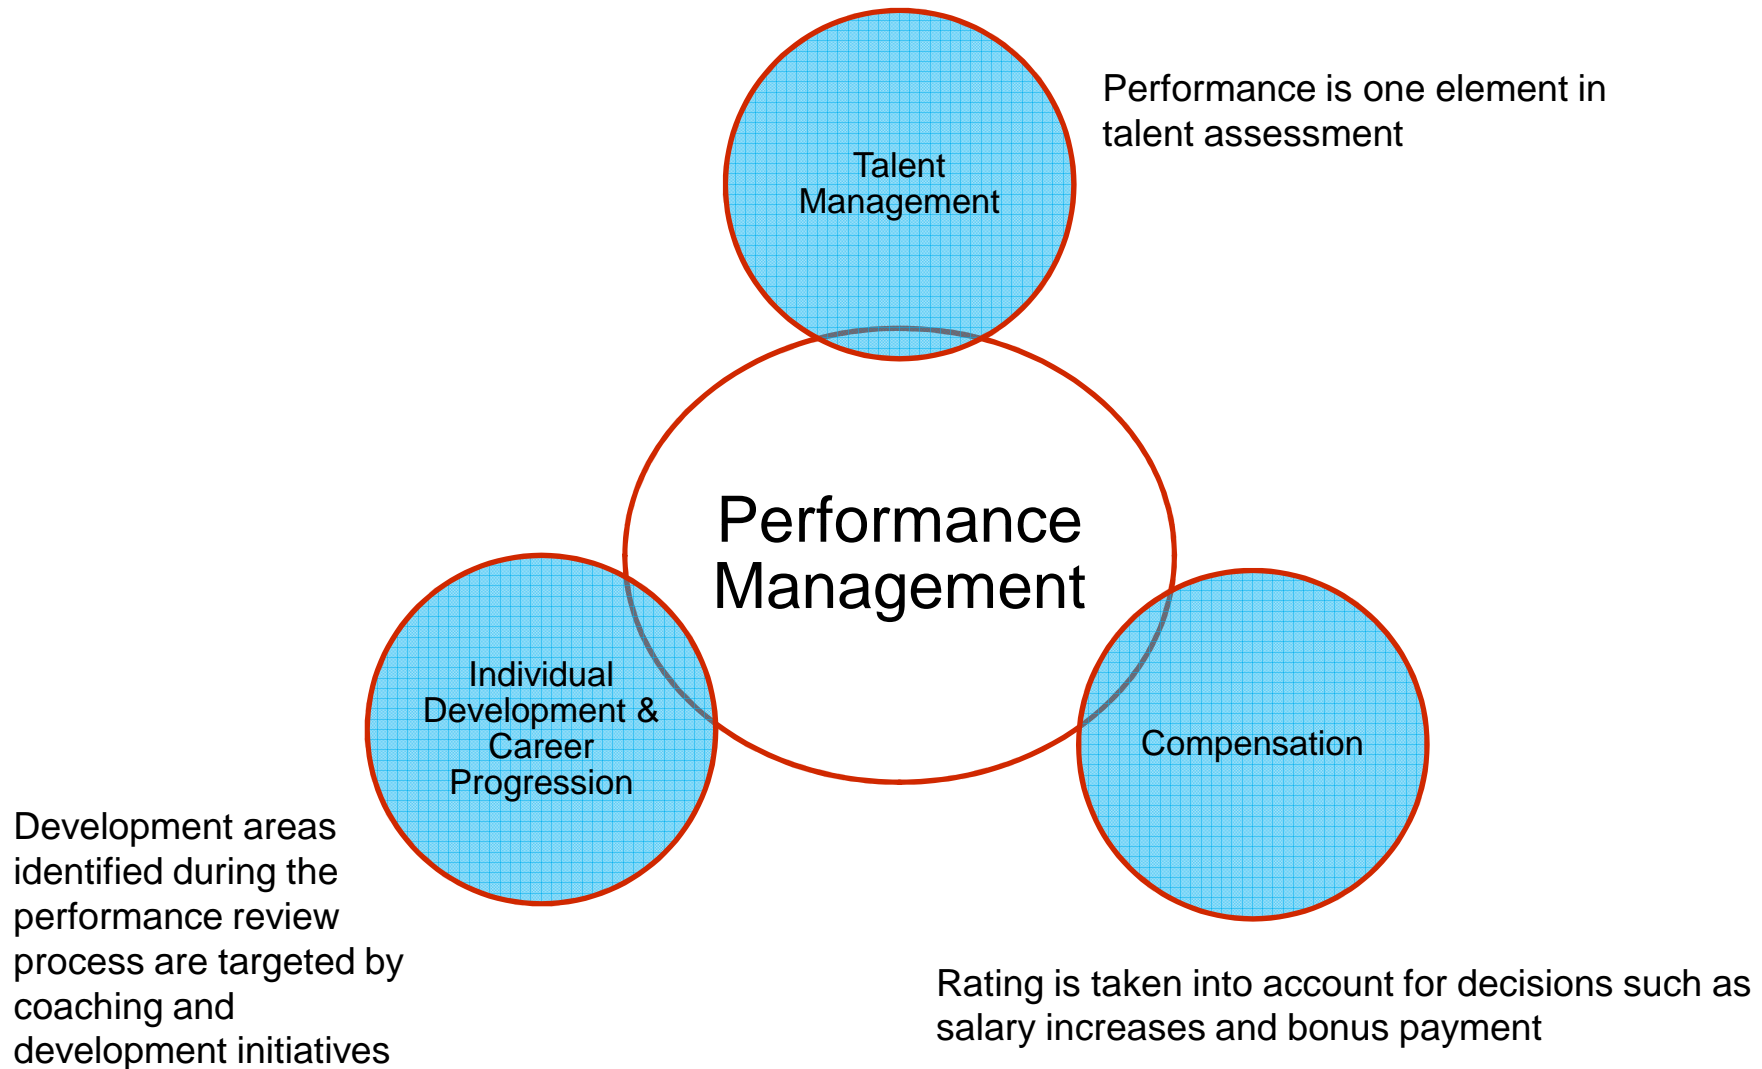 Performance is one element in
talent assessment
Talent
Management
Performance
Management
Individual
Development &
Career
Progression
Compensation
Development areas
identified during the
performance review
process are targeted by
coaching and
development initiatives
Rating is taken into account for decisions such as
salary increases and bonus payment